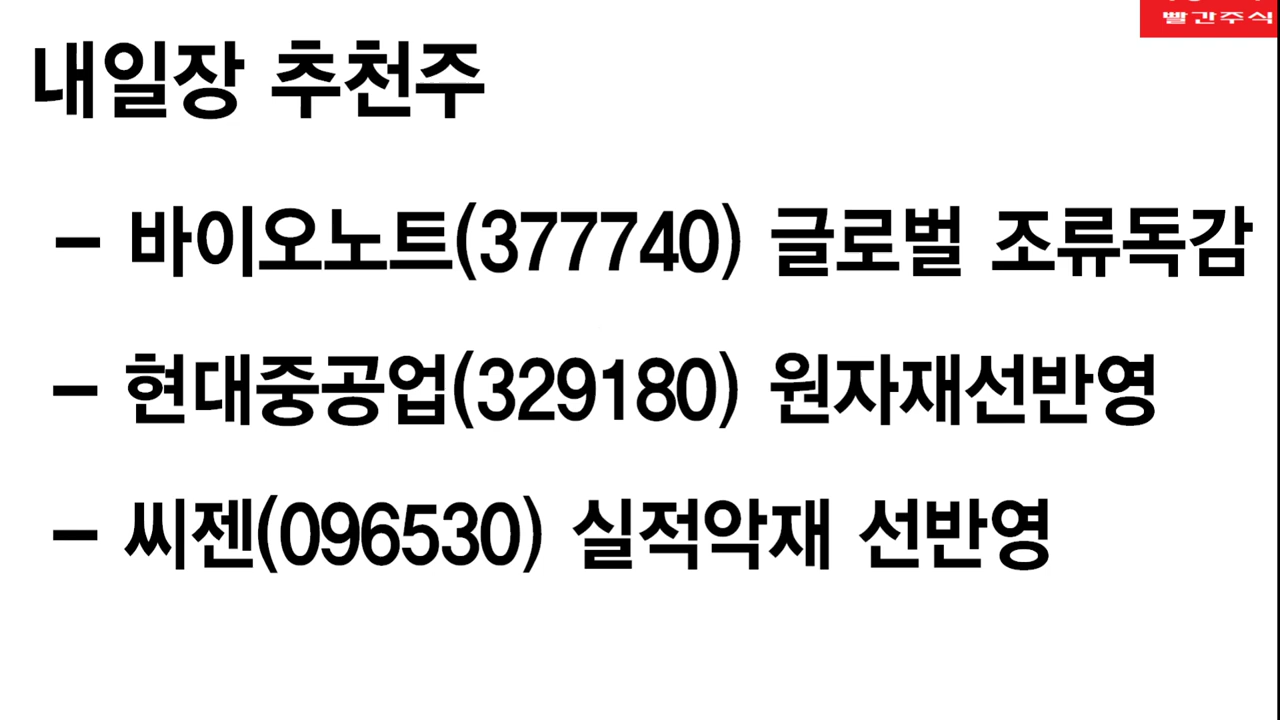 빨간주식
내일장 추천주
- 바이오노트(377740) 글로벌 조류독감
- 현대중공업(329180) 원자재선반영
- 씨젠(096530) 실적악재 선반영